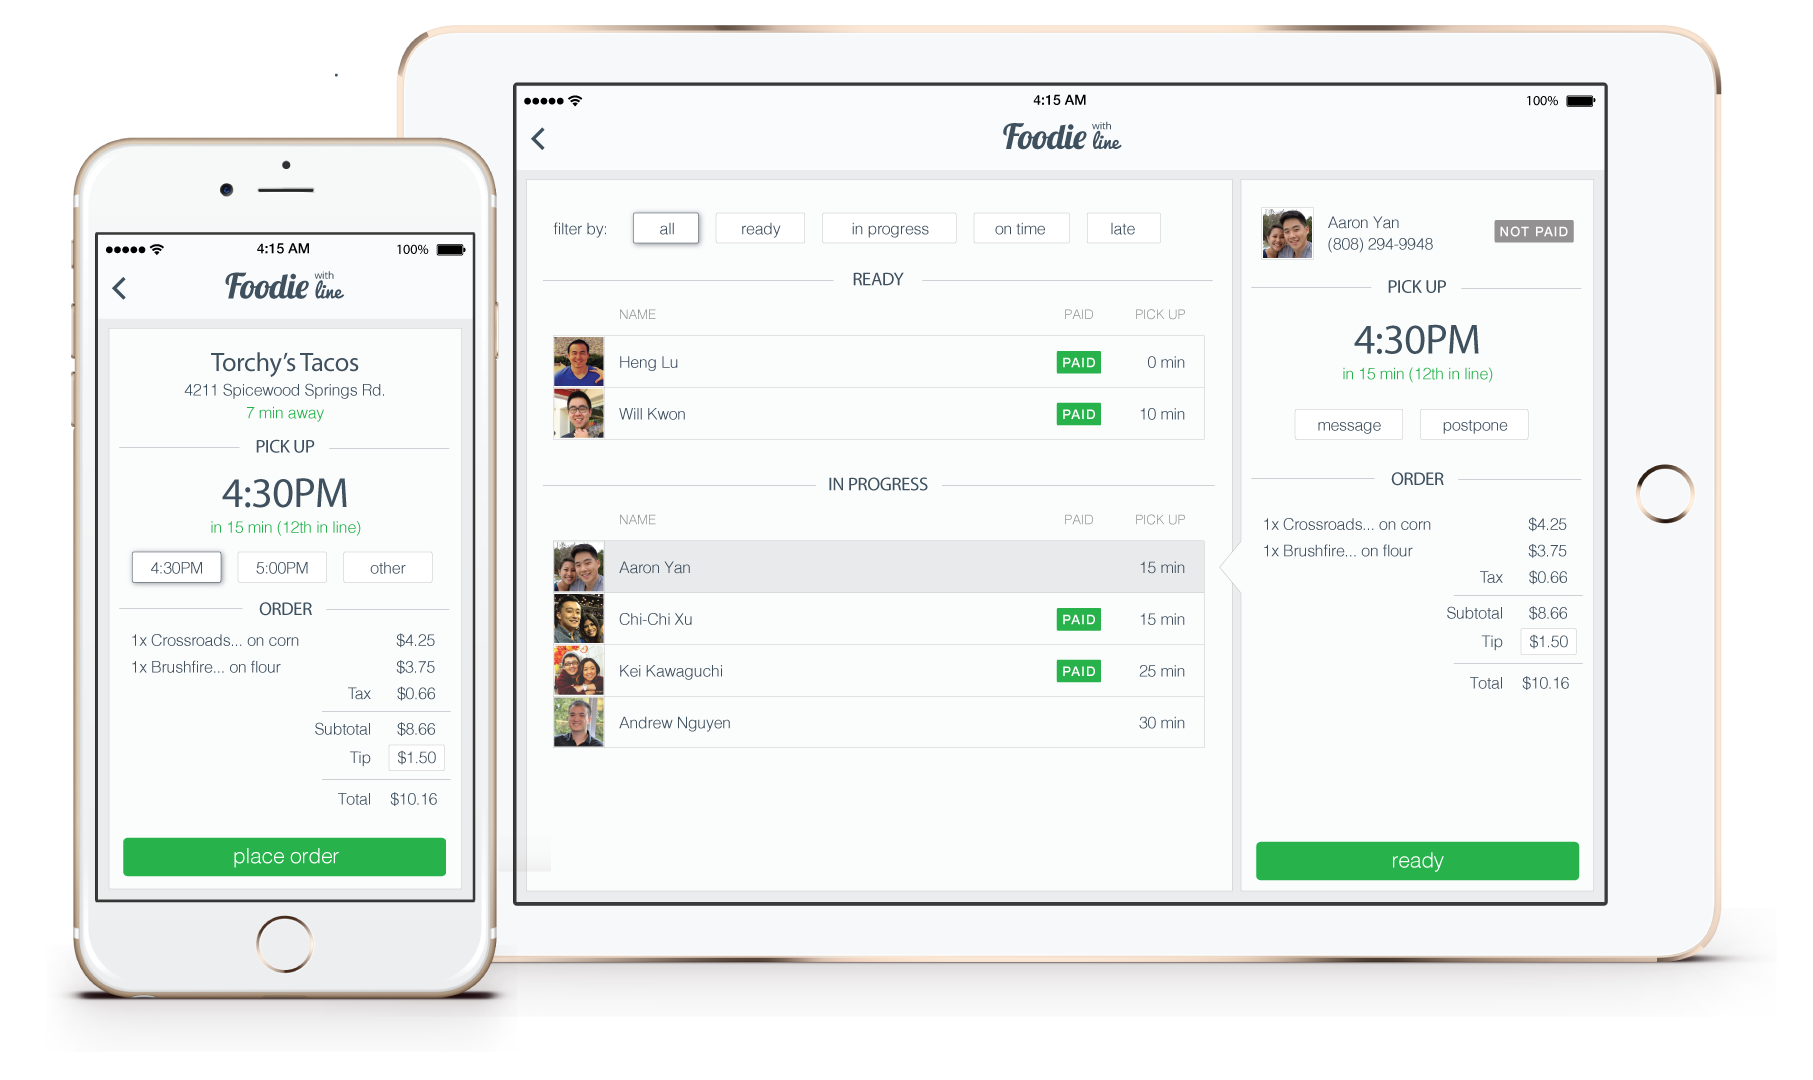 4:15 AM 100%
Foodie with line
Torchy's Tacos
4211 Spicewood Springs Rd.
7 min away
PICK UP
4:30PM
in 15 min (12th in line)
4:30PM 5:00PM other
ORDER
1x Crossroads... on corn $4.25
1x Brushfire... on flour $3.75
Tax $0.66
Subtotal $8.66
Tip $1.50
Total $10.16
place order
4:15 AM 100%
Foodie with line
filter by: all ready in progress on time late
READY
NAME PAID PICK UP
Heng Lu PAID 0 min
Will Kwon PAID 10 min
IN PROGRESS
NAME PAID PICK UP
Aaron Yan 15 min
Chi-Chi Xu PAID 15 min
Kei Kawaguchi PAID 25 min
Andrew Nguyen 30 min
Aaron Yan
(808) 294-9948
NOT PAID
PICK UP
4:30PM
in 15 min (12th in line)
message postpone
ORDER
1x Crossroads... on corn $4.25
1x Brushfire... on flour $3.75
Tax $0.66
Subtotal $8.66
Tip $1.50
Total $10.16
ready